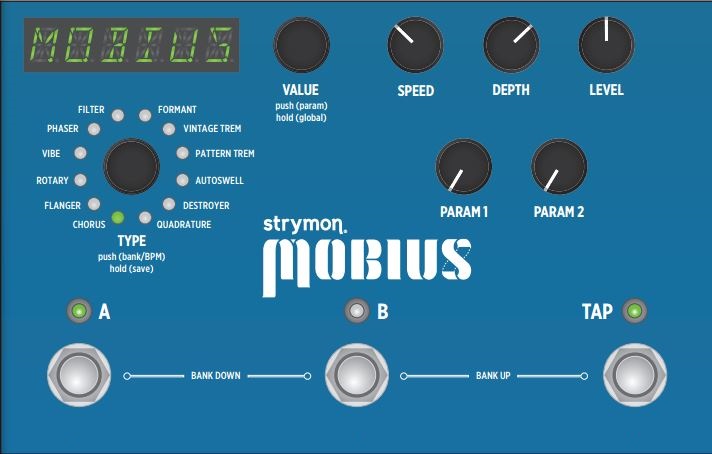 MOBIUS
VALUE
push (param)
hold (global)
SPEED
DEPTH
LEVEL
FILTER
FORMANT
PHASER
VINTAGE TREM
VIBE
PATTERN TREM
ROTARY
AUTOSWELL
FLANGER
DESTROYER
CHORUS
QUADRATURE
TYPE
push (bank/BPM)
hold (save)
PARAM 1
PARAM 2
strymon®
MOBIUS
A
B
TAP
BANK DOWN
BANK UP